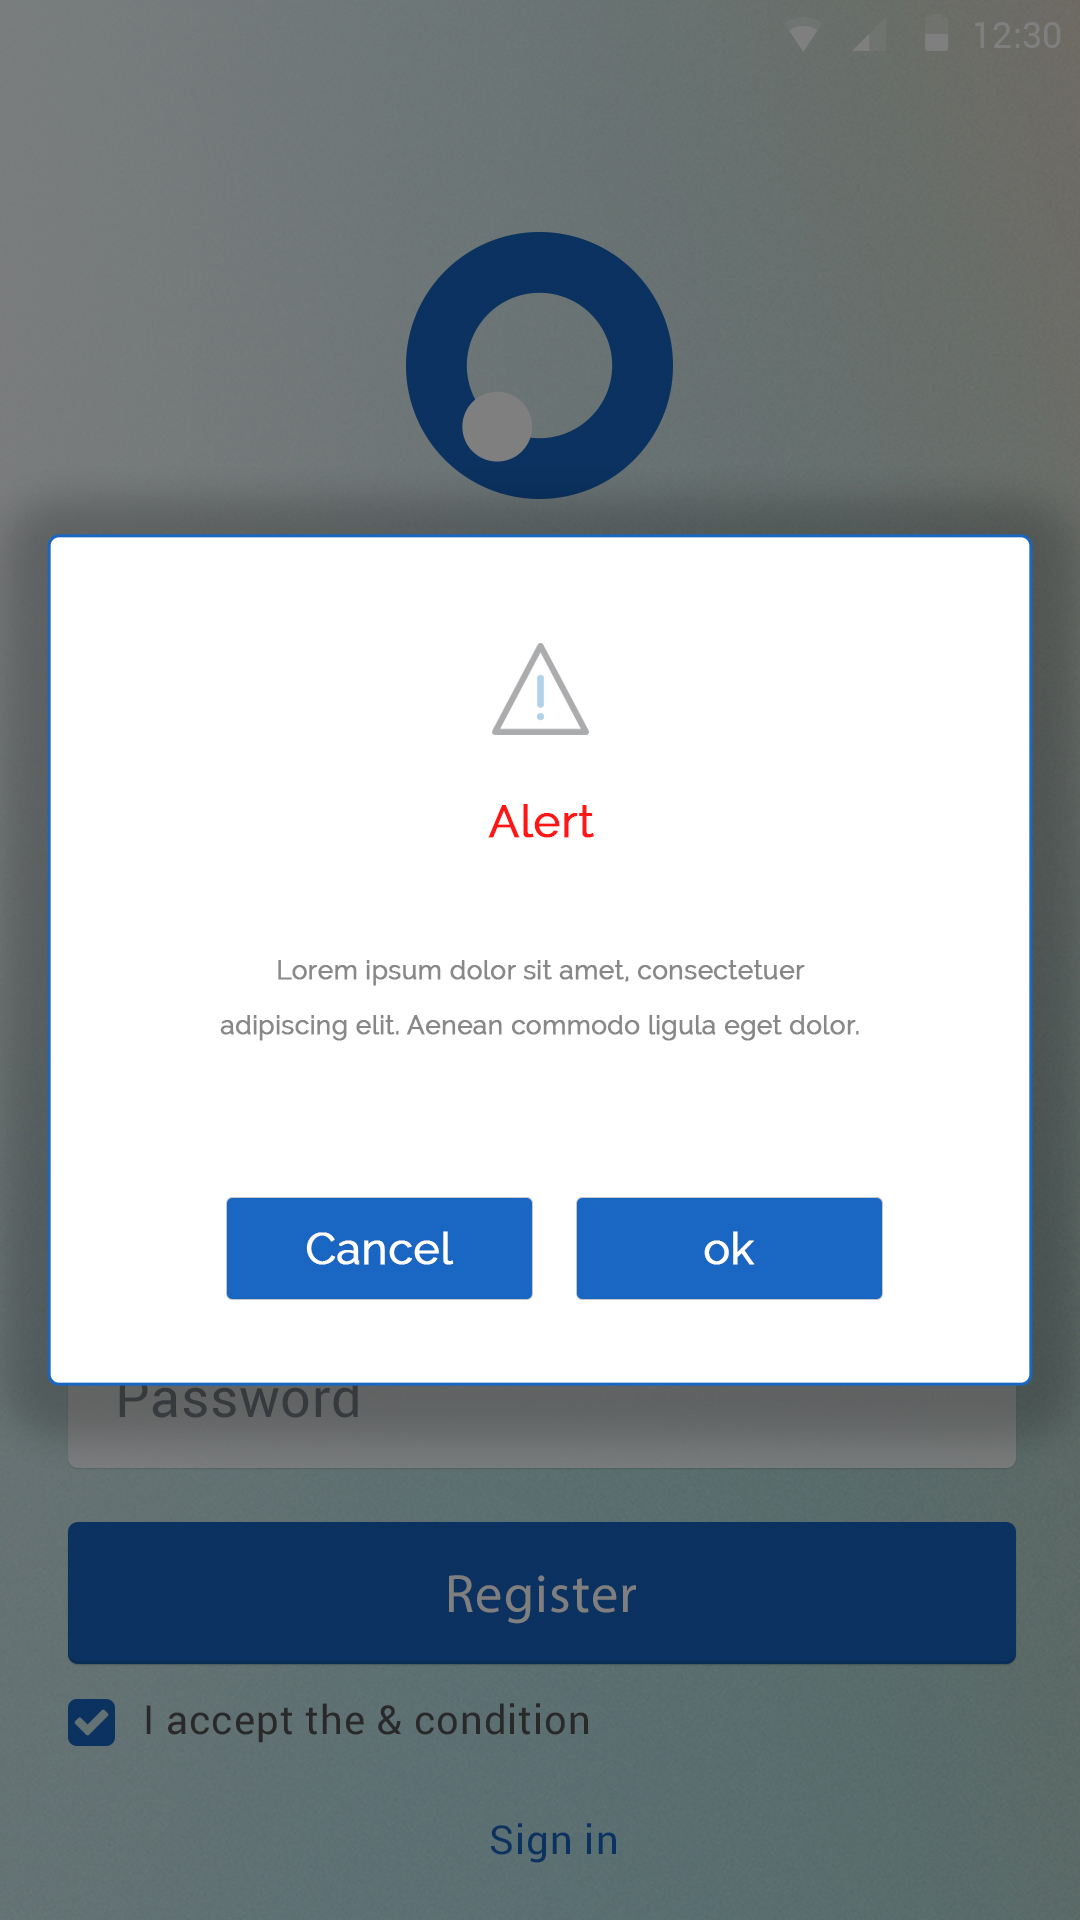 12:30
Alert
Lorem ipsum dolor sit amet, consectetuer
adipiscing elit. Aenean commodo ligula eget dolor.
Cancel ok
Password
Register
I accept the & condition
Sign in